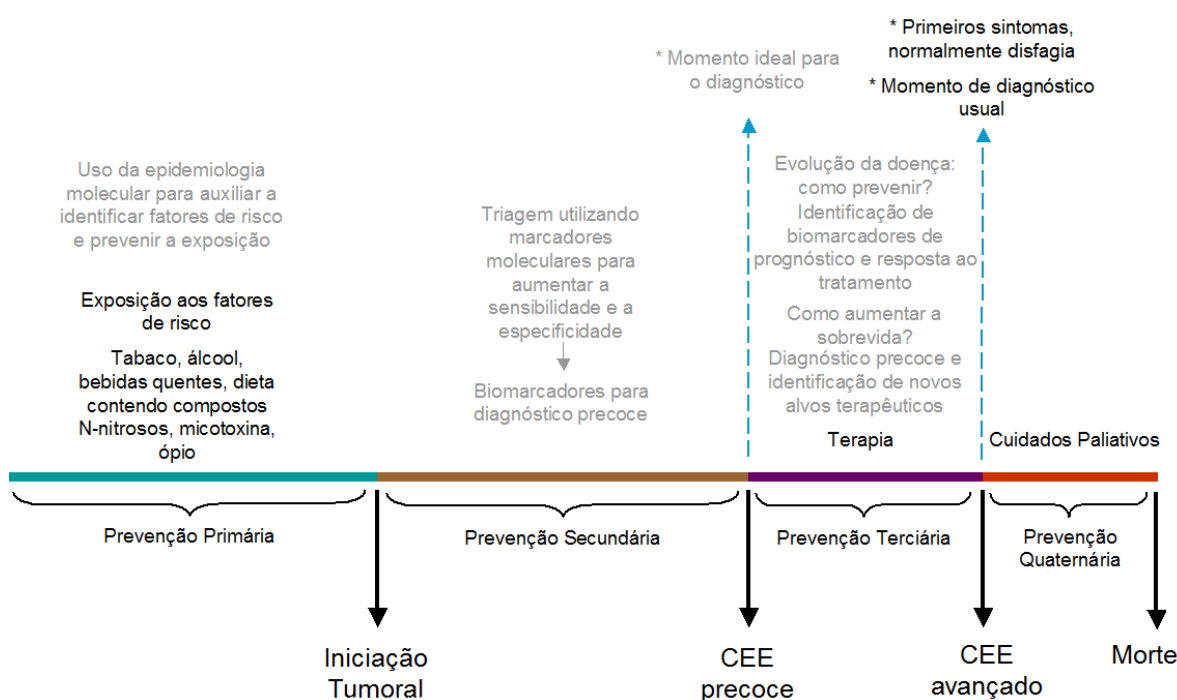 * Primeiros sintomas,
normalmente disfagia
* Momento ideal para
o diagnóstico
* Momento de diagnóstico
usual
Uso da epidemiologia
molecular para auxiliar a
identificar fatores de risco
e prevenir a exposição
Exposição aos fatores
de risco
Tabaco, álcool,
bebidas quentes, dieta
contendo compostos
N-nitrosos, micotoxina,
ópio
Triagem utilizando
marcadores
moleculares para
aumentar a
sensibilidade e a
especificidade
Biomarcadores para
diagnóstico precoce
Evolução da doença:
como prevenir?
Identificação de
biomarcadores de
prognóstico e resposta ao
tratamento
Como aumentar a
sobrevida?
Diagnóstico precoce e
identificação de novos
alvos terapêuticos
Terapia
Cuidados Paliativos
Prevenção Primária
Prevenção Secundária
Prevenção Terciária
Prevenção
Quaternária
Iniciação
Tumoral
CEE
precoce
CEE
avançado
Morte